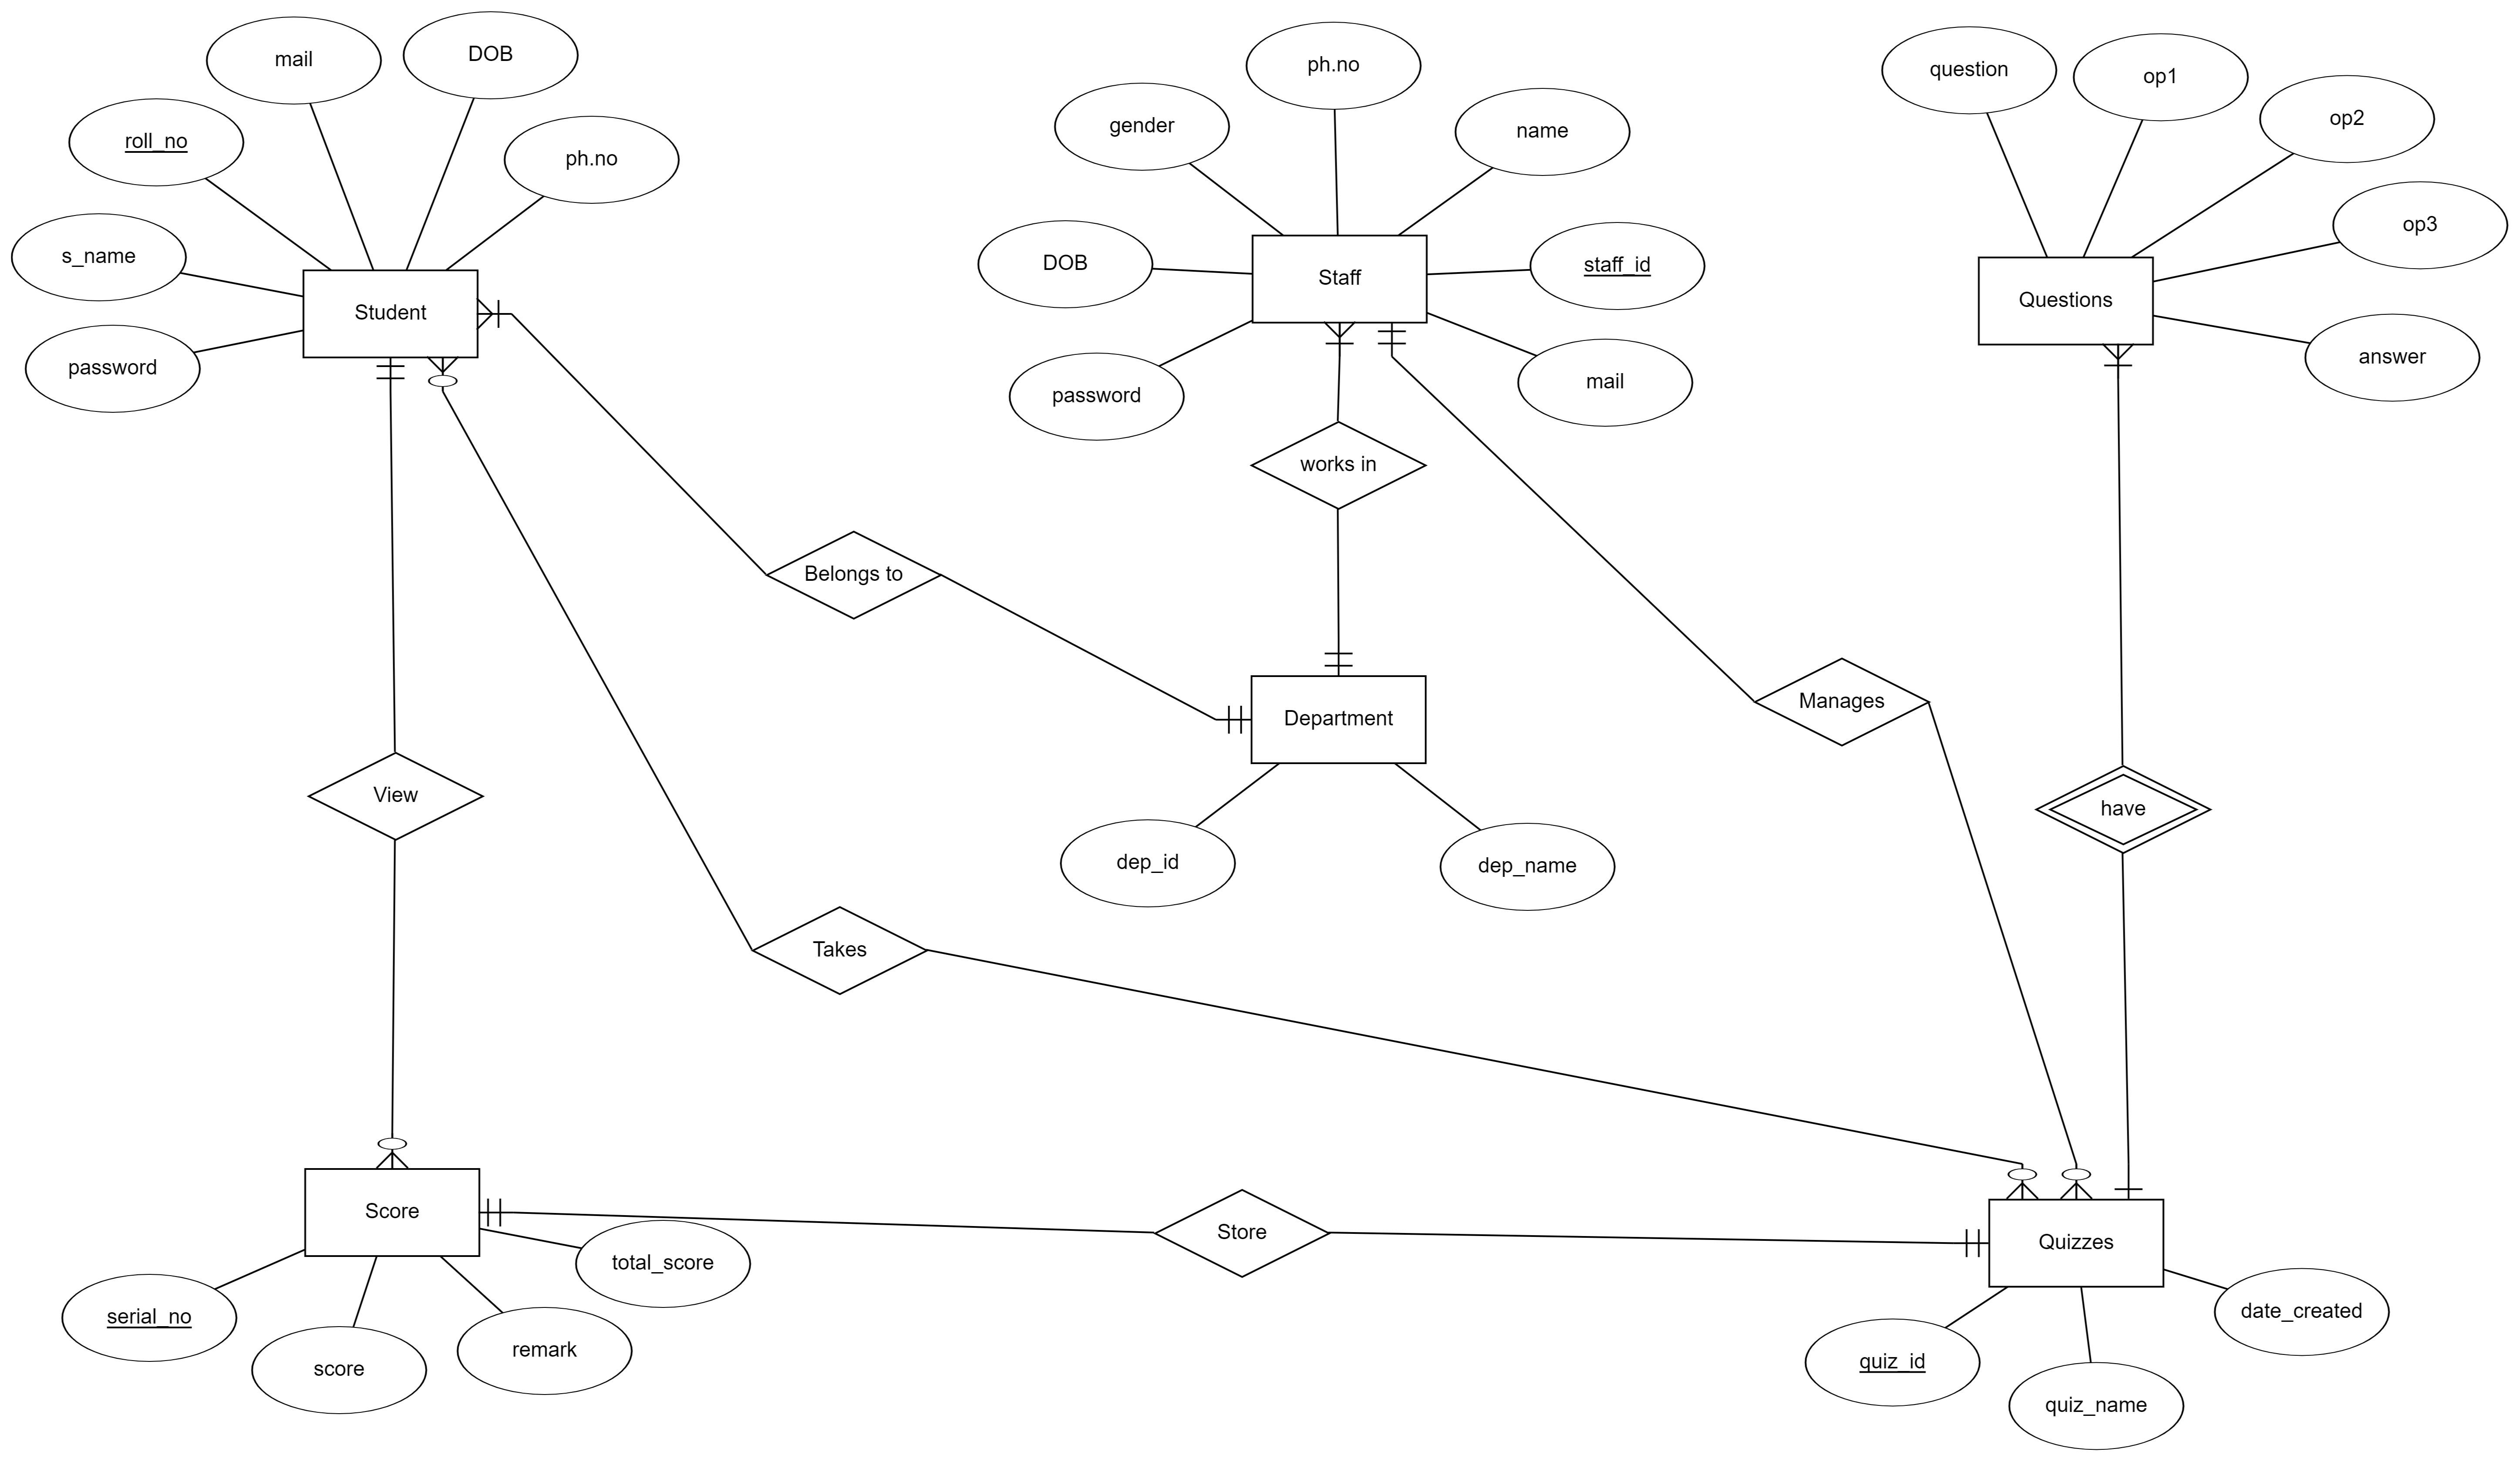 mail
DOB
roll_no
ph.no
s_name
Student
password
ph.no
gender
name
DOB
Staff
staff_id
password
mail
question
op1
op2
op3
Questions
answer
works in
Belongs to
Department
Manages
dep_id
dep_name
View
have
Takes
Score
Store
Quizzes
total_score
serial_no
score
remark
date_created
quiz_id
quiz_name